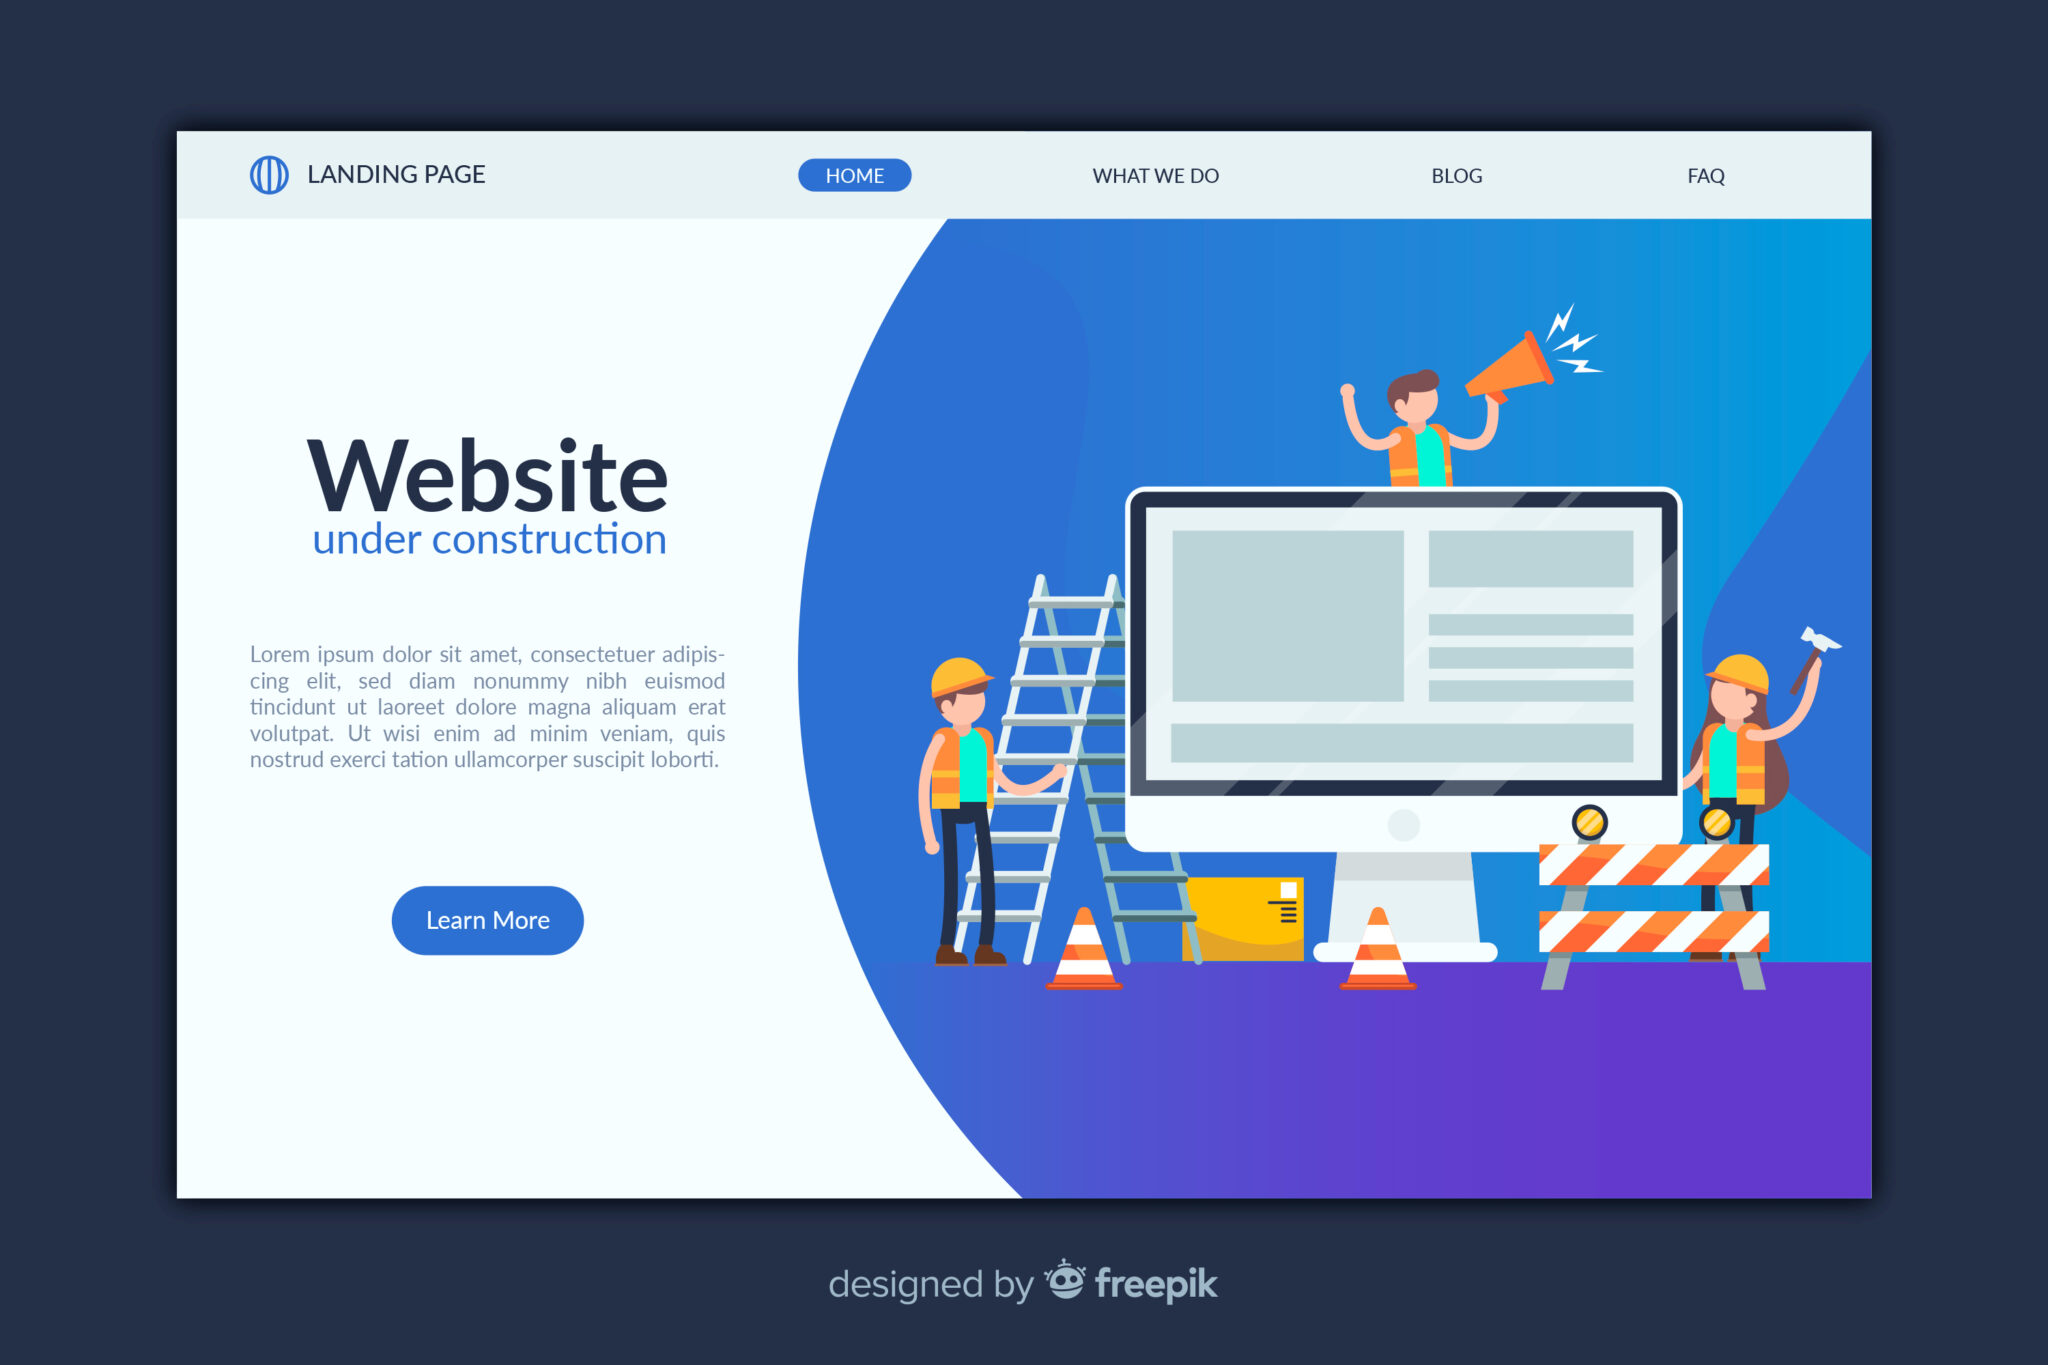 LANDING PAGE
HOME
WHAT WE DO
BLOG
FAQ
Website
under construction
Lorem ipsum dolor sit amet, consectetuer adipis-
cing elit, sed diam nonummy nibh euismod
tincidunt ut laoreet dolore magna aliquam erat
volutpat. Ut wisi enim ad minim veniam, quis
nostrud exerci tation ullamcorper suscipit loborti.
Learn More
designed by freepik